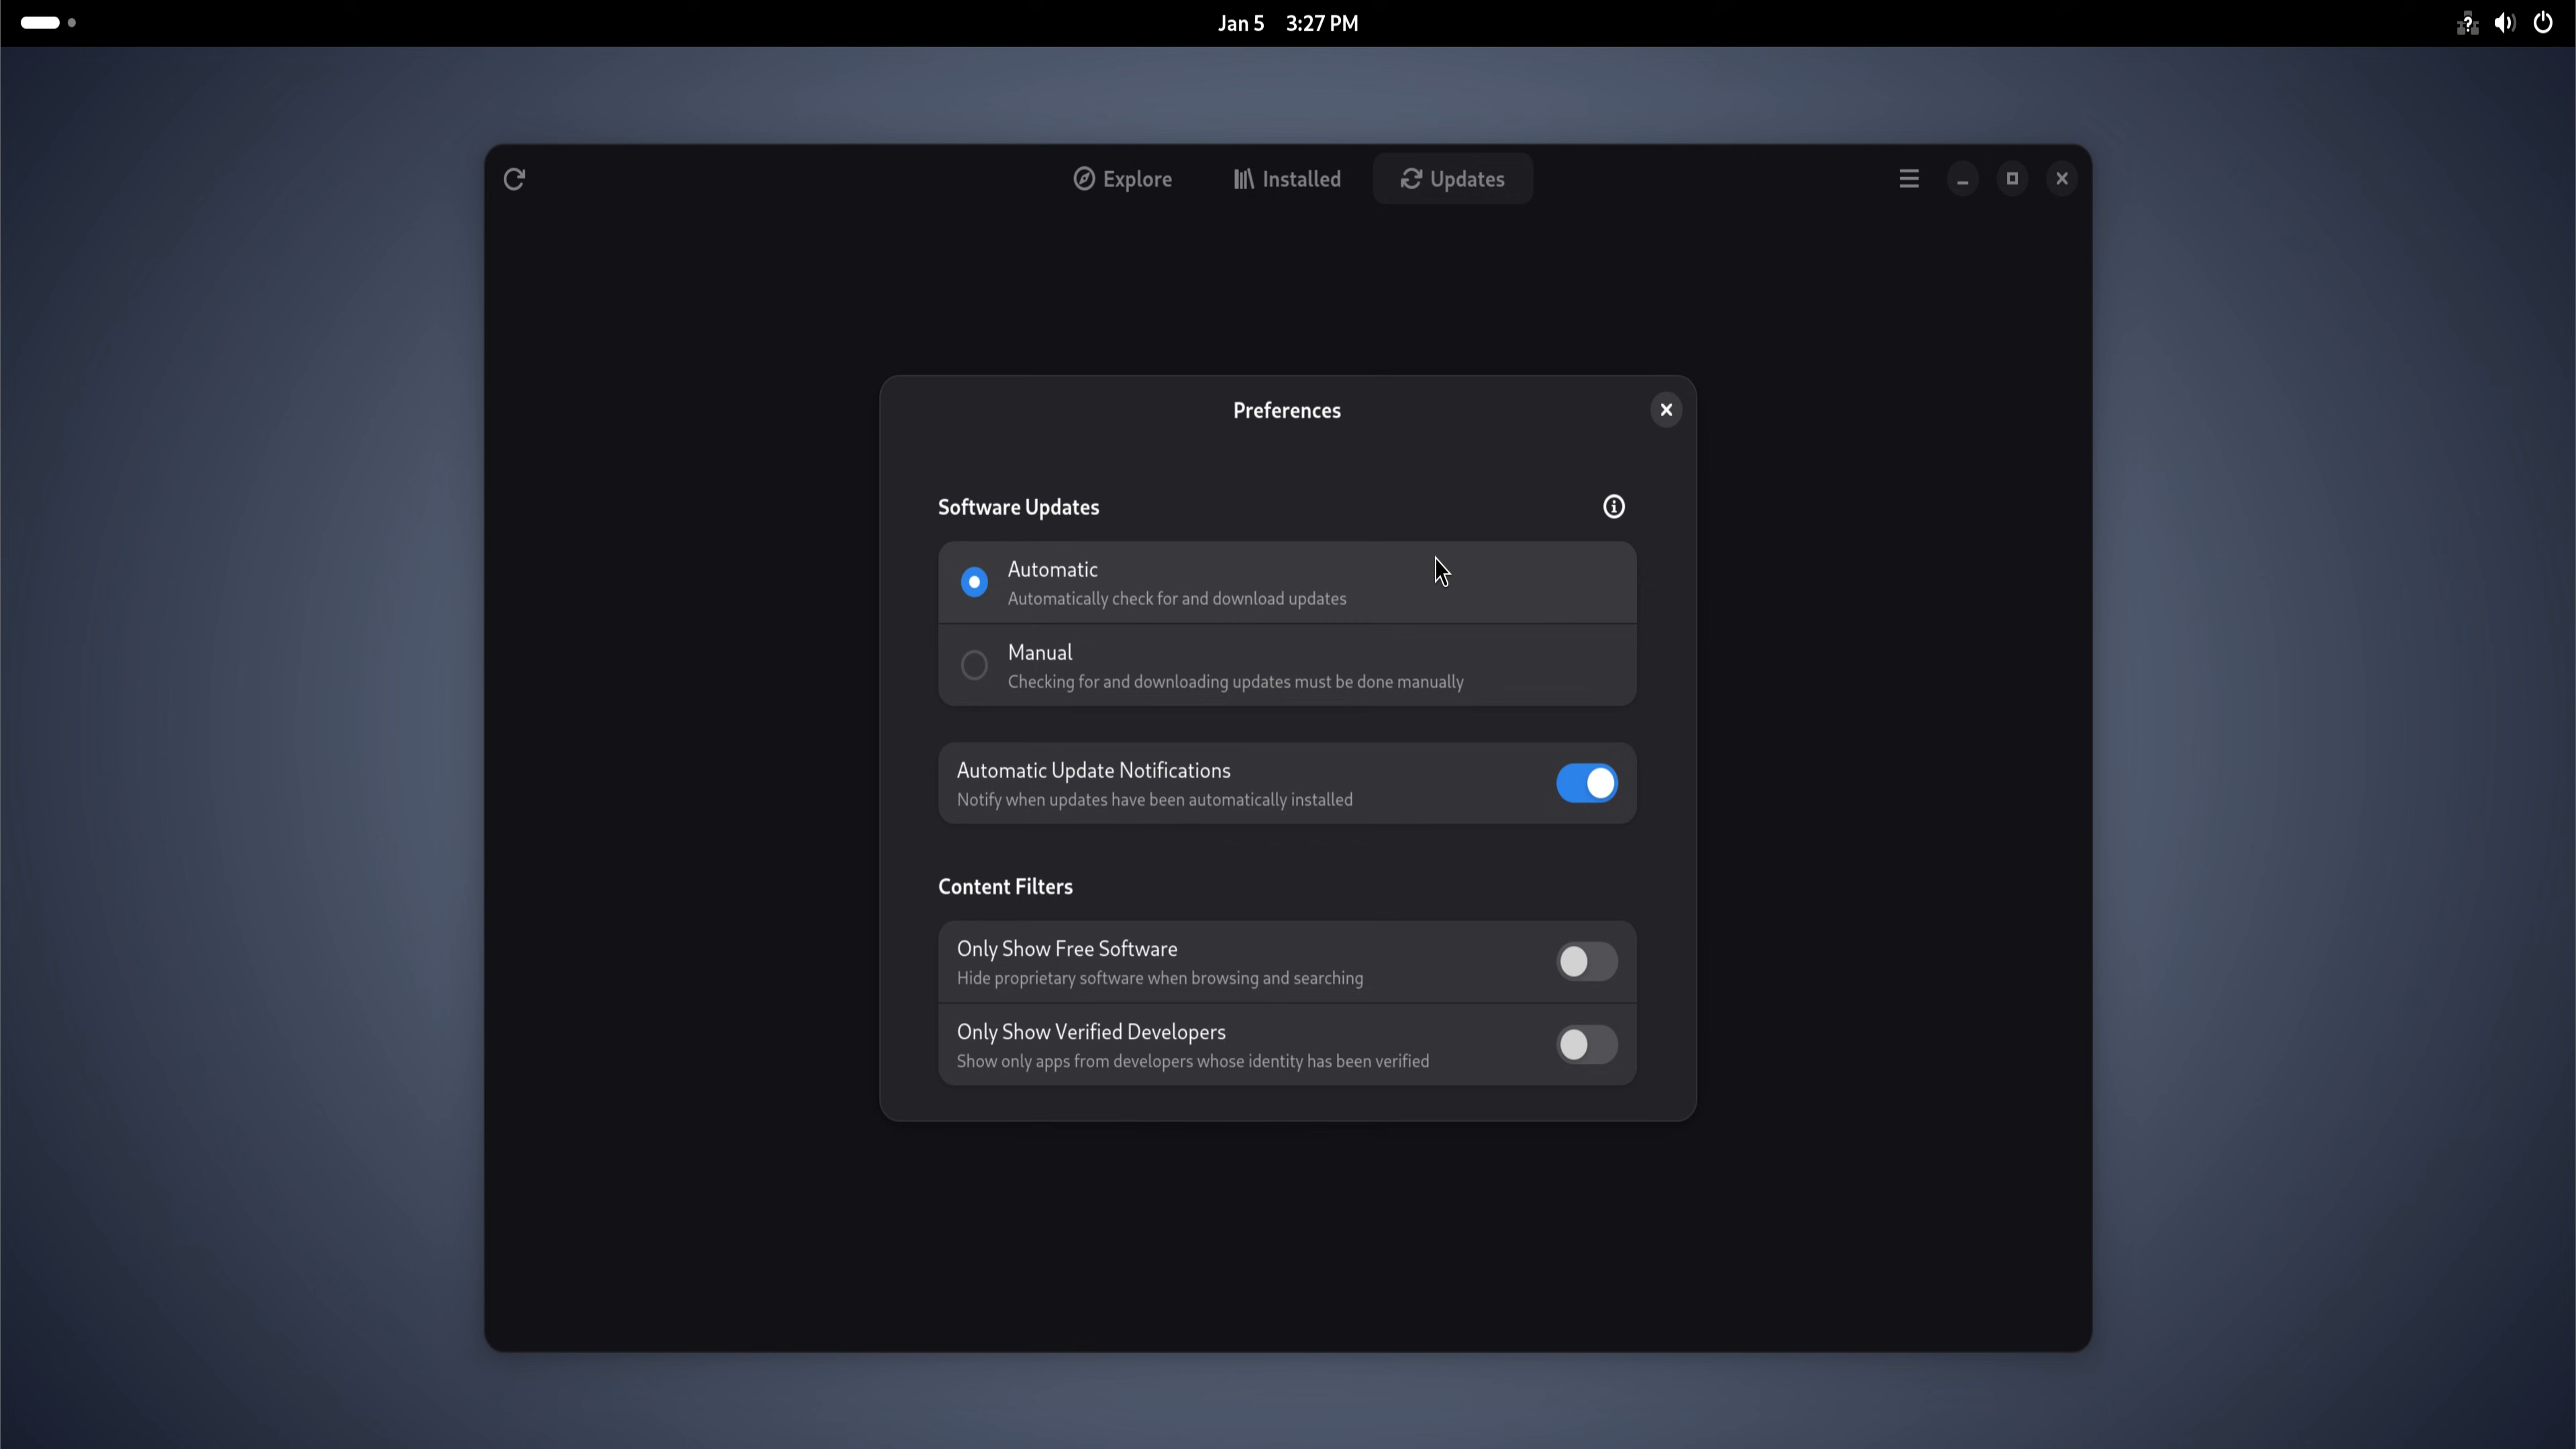 Jan 5 3:27 PM
Explore Installed Updates
Preferences
Software Updates
Automatic
Automatically check for and download updates
Manual
Checking for and downloading updates must be done manually
Automatic Update Notifications
Notify when updates have been automatically installed
Content Filters
Only Show Free Software
Hide proprietary software when browsing and searching
Only Show Verified Developers
Show only apps from developers whose identity has been verified